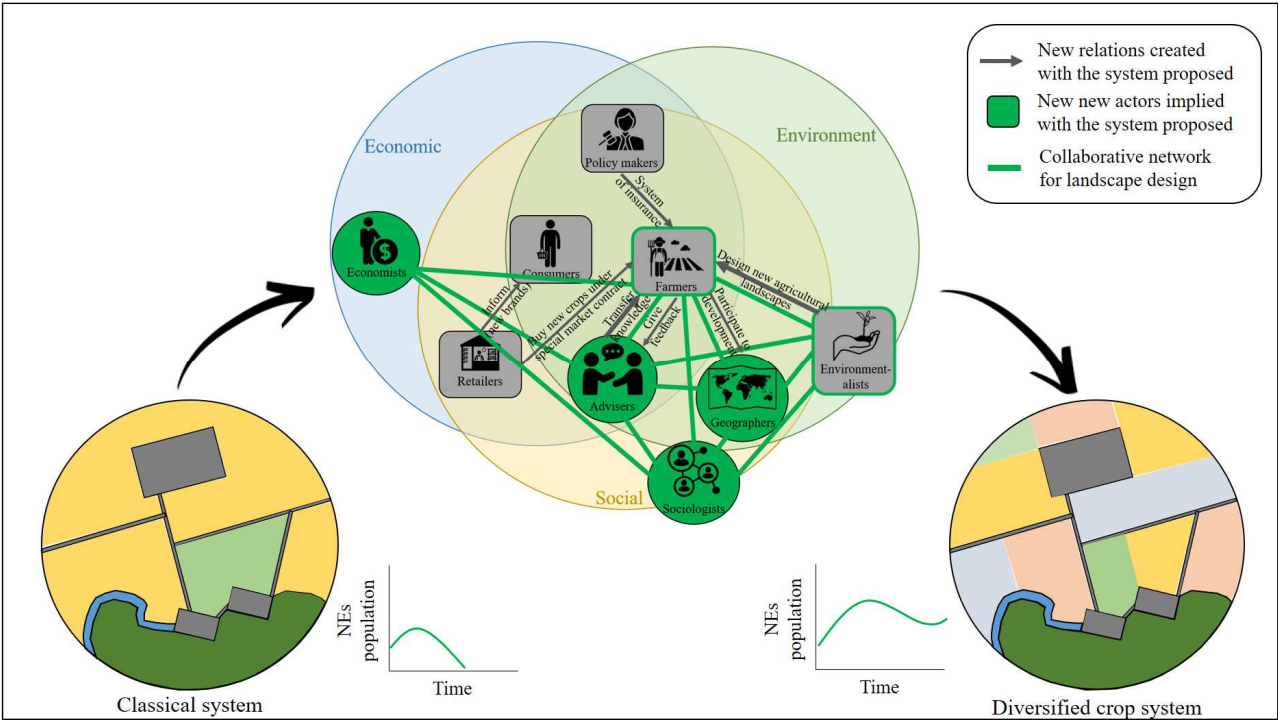 New relations created
with the system proposed
New new actors implied
with the system proposed
Collaborative network
for landscape design
Economic
Environment
Social
Policy makers
System
of insurance
Economists
Consumers
Farmers
Design new agricultural
landscapes
Inform
(new brands)
Buy new crops under
special market contract
Transfer
knowledge
Give
feedback
Participate to
development
Retailers
Advisers
Geographers
Environment-
alists
Sociologists
NEs
population
Time
Classical system
NEs
population
Time
Diversified crop system